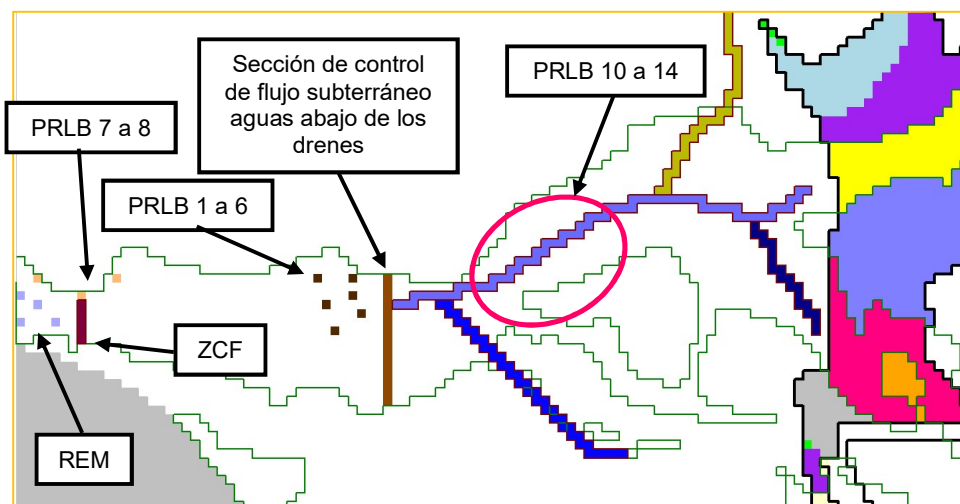 Sección de control
de flujo subterráneo
aguas abajo de los
drenes
PRLB 10 a 14
PRLB 7 a 8
PRLB 1 a 6
ZCF
REM